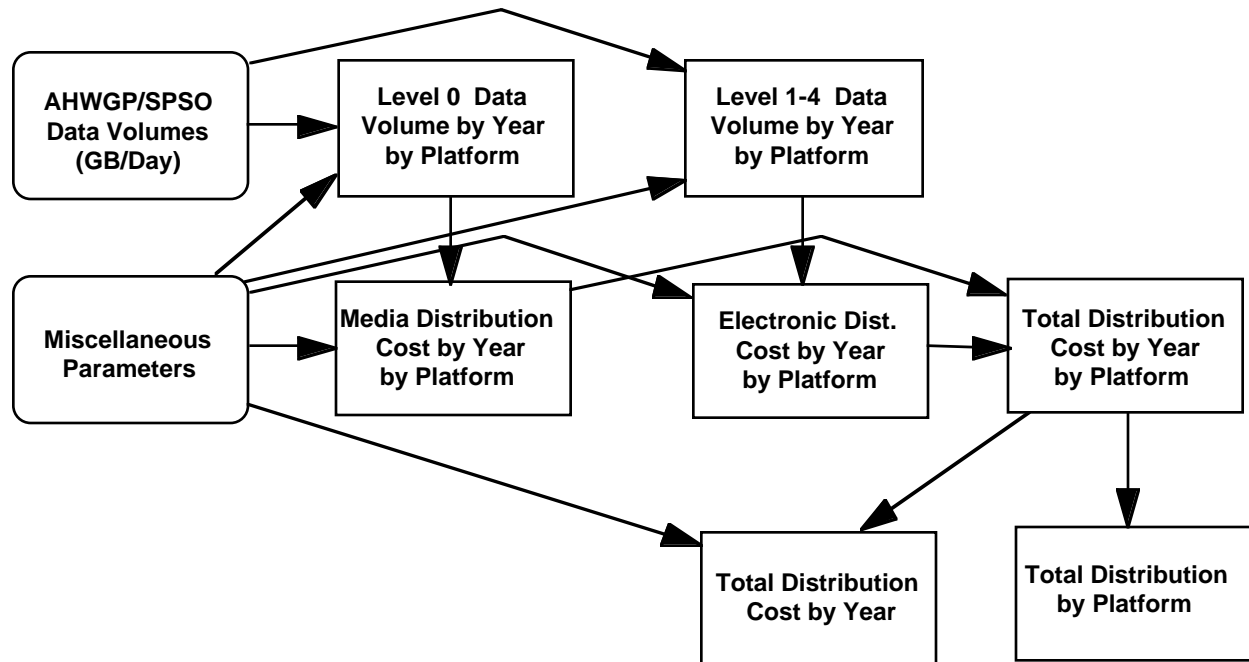 AHWGP/SPSO
Data Volumes
(GB/Day)
Level 0 Data
Volume by Year
by Platform
Level 1-4 Data
Volume by Year
by Platform
Miscellaneous
Parameters
Media Distribution
Cost by Year
by Platform
Electronic Dist.
Cost by Year
by Platform
Total Distribution
Cost by Year
by Platform
Total Distribution
Cost by Year
Total Distribution
by Platform